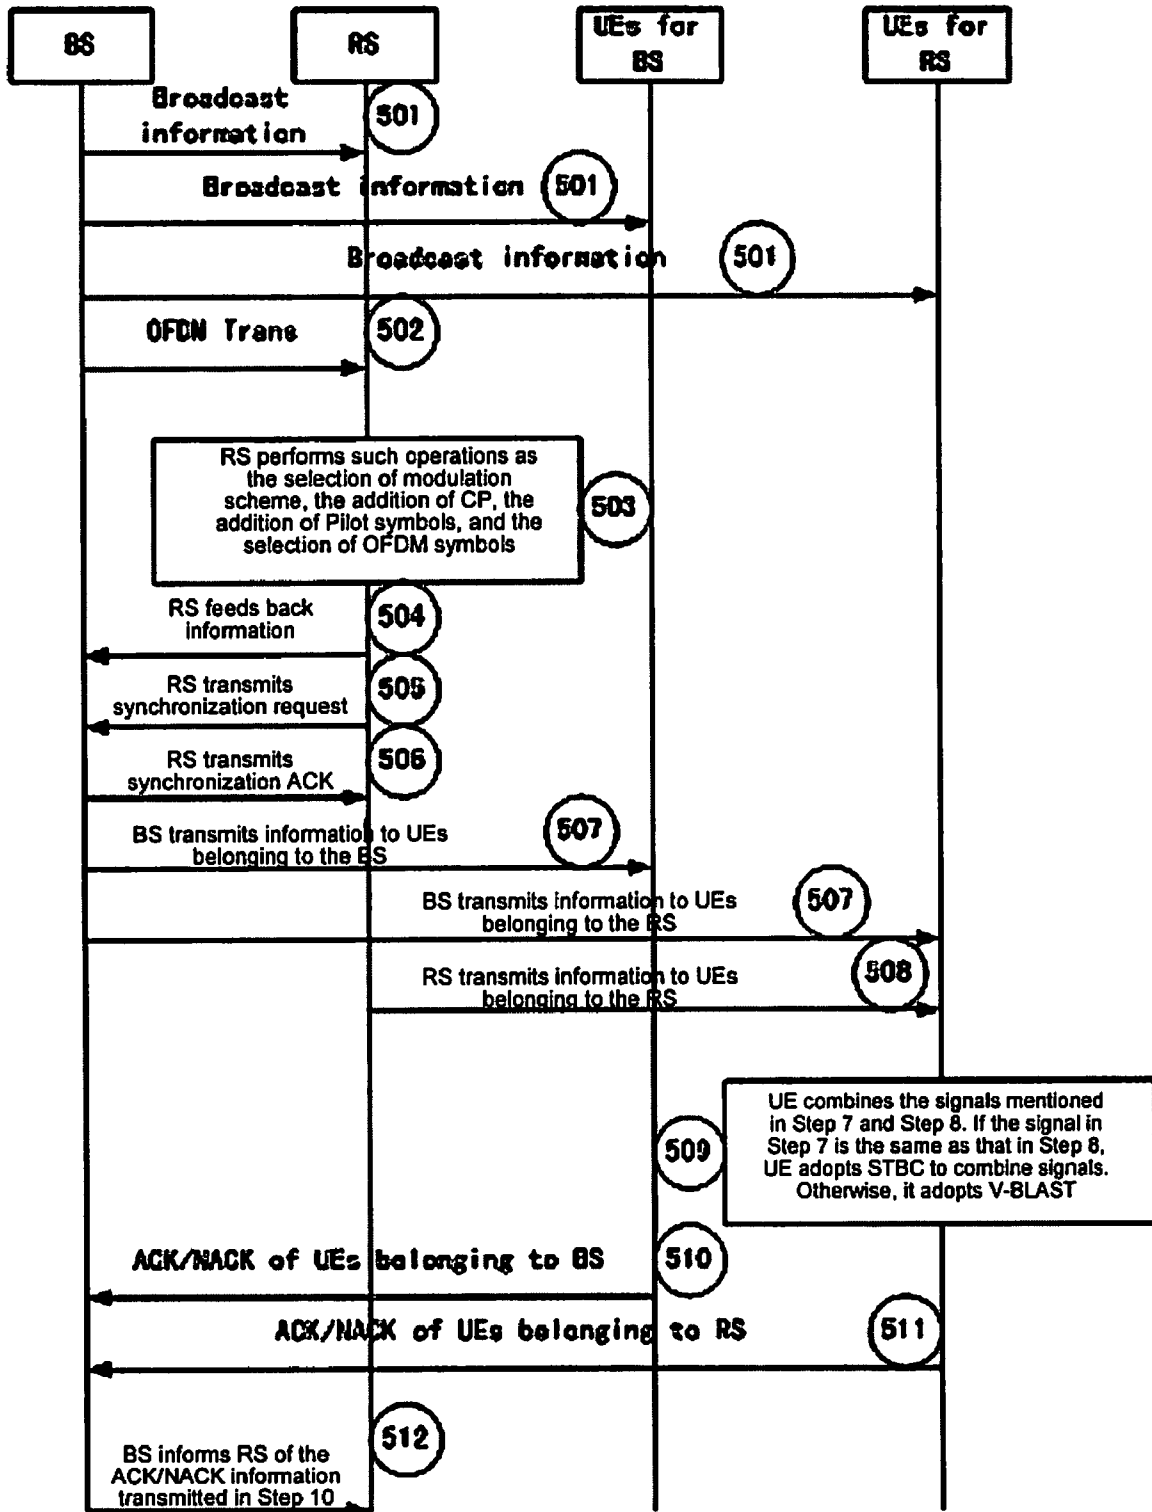 BS
RS
UEs for
BS
UEs for
RS
Broadcast
information
501
Broadcast information
501
Broadcast information
501
OFDM Trans
502
RS performs such operations as
the selection of modulation
scheme, the addition of CP, the
addition of Pilot symbols, and the
selection of OFDM symbols
503
RS feeds back
information
504
RS transmits
synchronization request
505
RS transmits
synchronization ACK
506
BS transmits information to UEs
belonging to the BS
507
BS transmits information to UEs
belonging to the RS
507
RS transmits information to UEs
belonging to the RS
508
UE combines the signals mentioned
in Step 7 and Step 8. If the signal in
Step 7 is the same as that in Step 8,
UE adopts STBC to combine signals.
Otherwise, it adopts V-BLAST
509
ACK/NACK of UEs belonging to BS
510
ACK/NACK of UEs belonging to RS
511
512
BS informs RS of the
ACK/NACK information
transmitted in Step 10